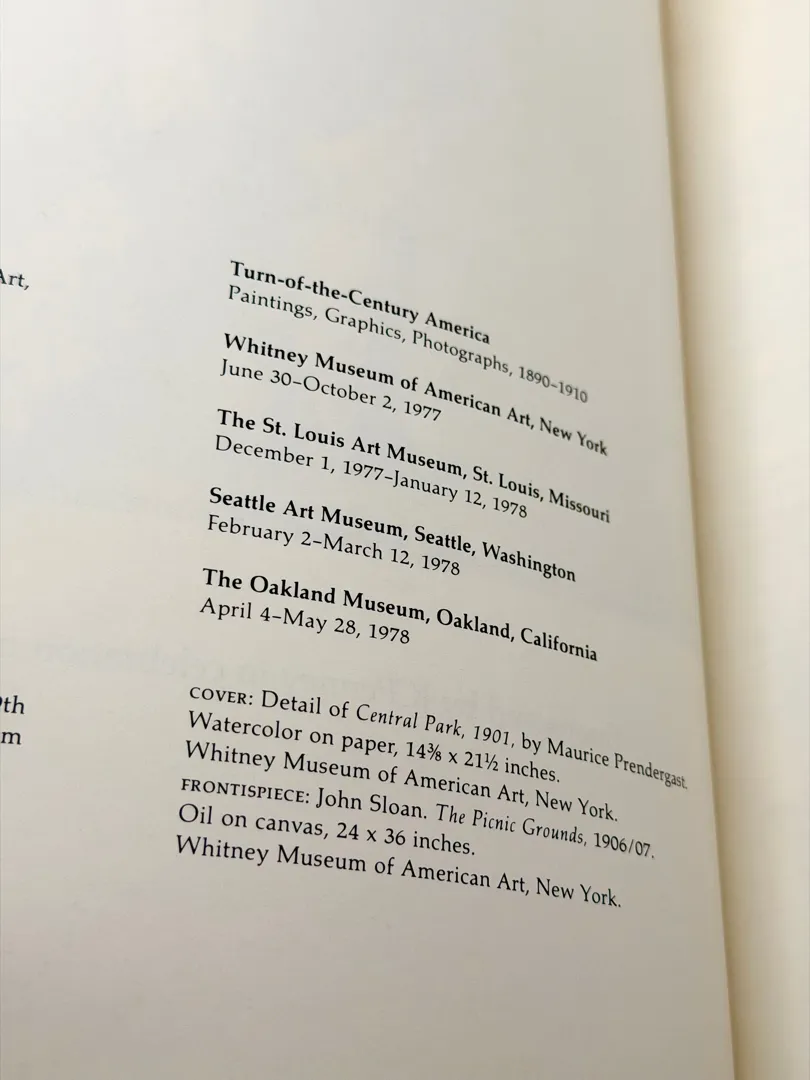 Art,
Turn-of-the-Century America
Paintings, Graphics, Photographs, 1890–1910
Whitney Museum of American Art, New York
June 30–October 2, 1977
The St. Louis Art Museum, St. Louis, Missouri
December 1, 1977–January 12, 1978
Seattle Art Museum, Seattle, Washington
February 2–March 12, 1978
The Oakland Museum, Oakland, California
April 4–May 28, 1978
th
m
COVER: Detail of Central Park, 1901, by Maurice Prendergast.
Watercolor on paper, 14⅜ x 21½ inches.
Whitney Museum of American Art, New York.
FRONTISPIECE: John Sloan. The Picnic Grounds, 1906/07.
Oil on canvas, 24 x 36 inches.
Whitney Museum of American Art, New York.